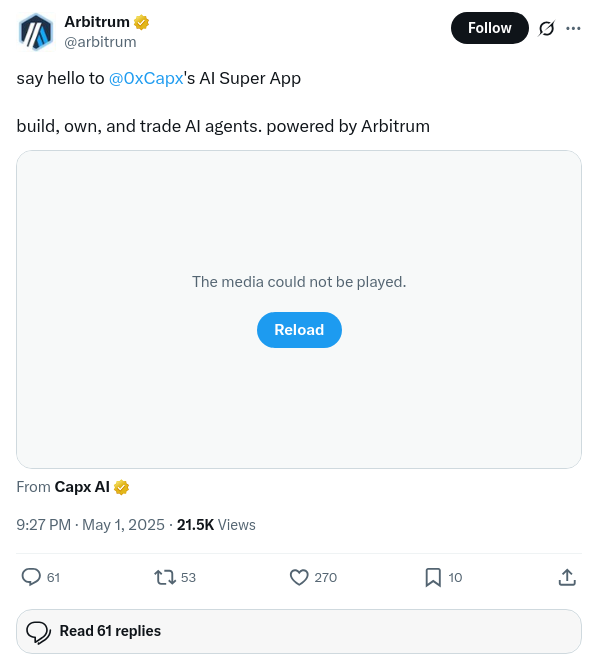 Arbitrum
@arbitrum
Follow
say hello to @0xCapx's AI Super App
build, own, and trade AI agents. powered by Arbitrum
The media could not be played.
Reload
From Capx AI
9:27 PM · May 1, 2025 · 21.5K Views
61 53 270 10
Read 61 replies